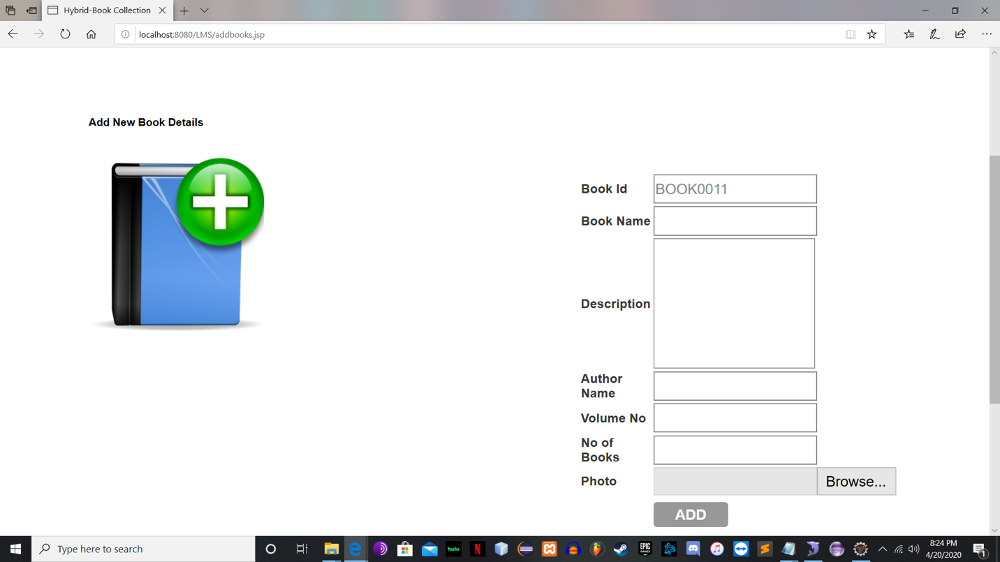 Hybrid-Book Collection
localhost:8080/LMS/addbooks.jsp
Add New Book Details
Book Id
BOOK0011
Book Name
Description
Author
Name
Volume No
No of
Books
Photo
Browse...
ADD
Type here to search
hulu
N
EPIC
GAMES
8:24 PM
4/20/2020
1